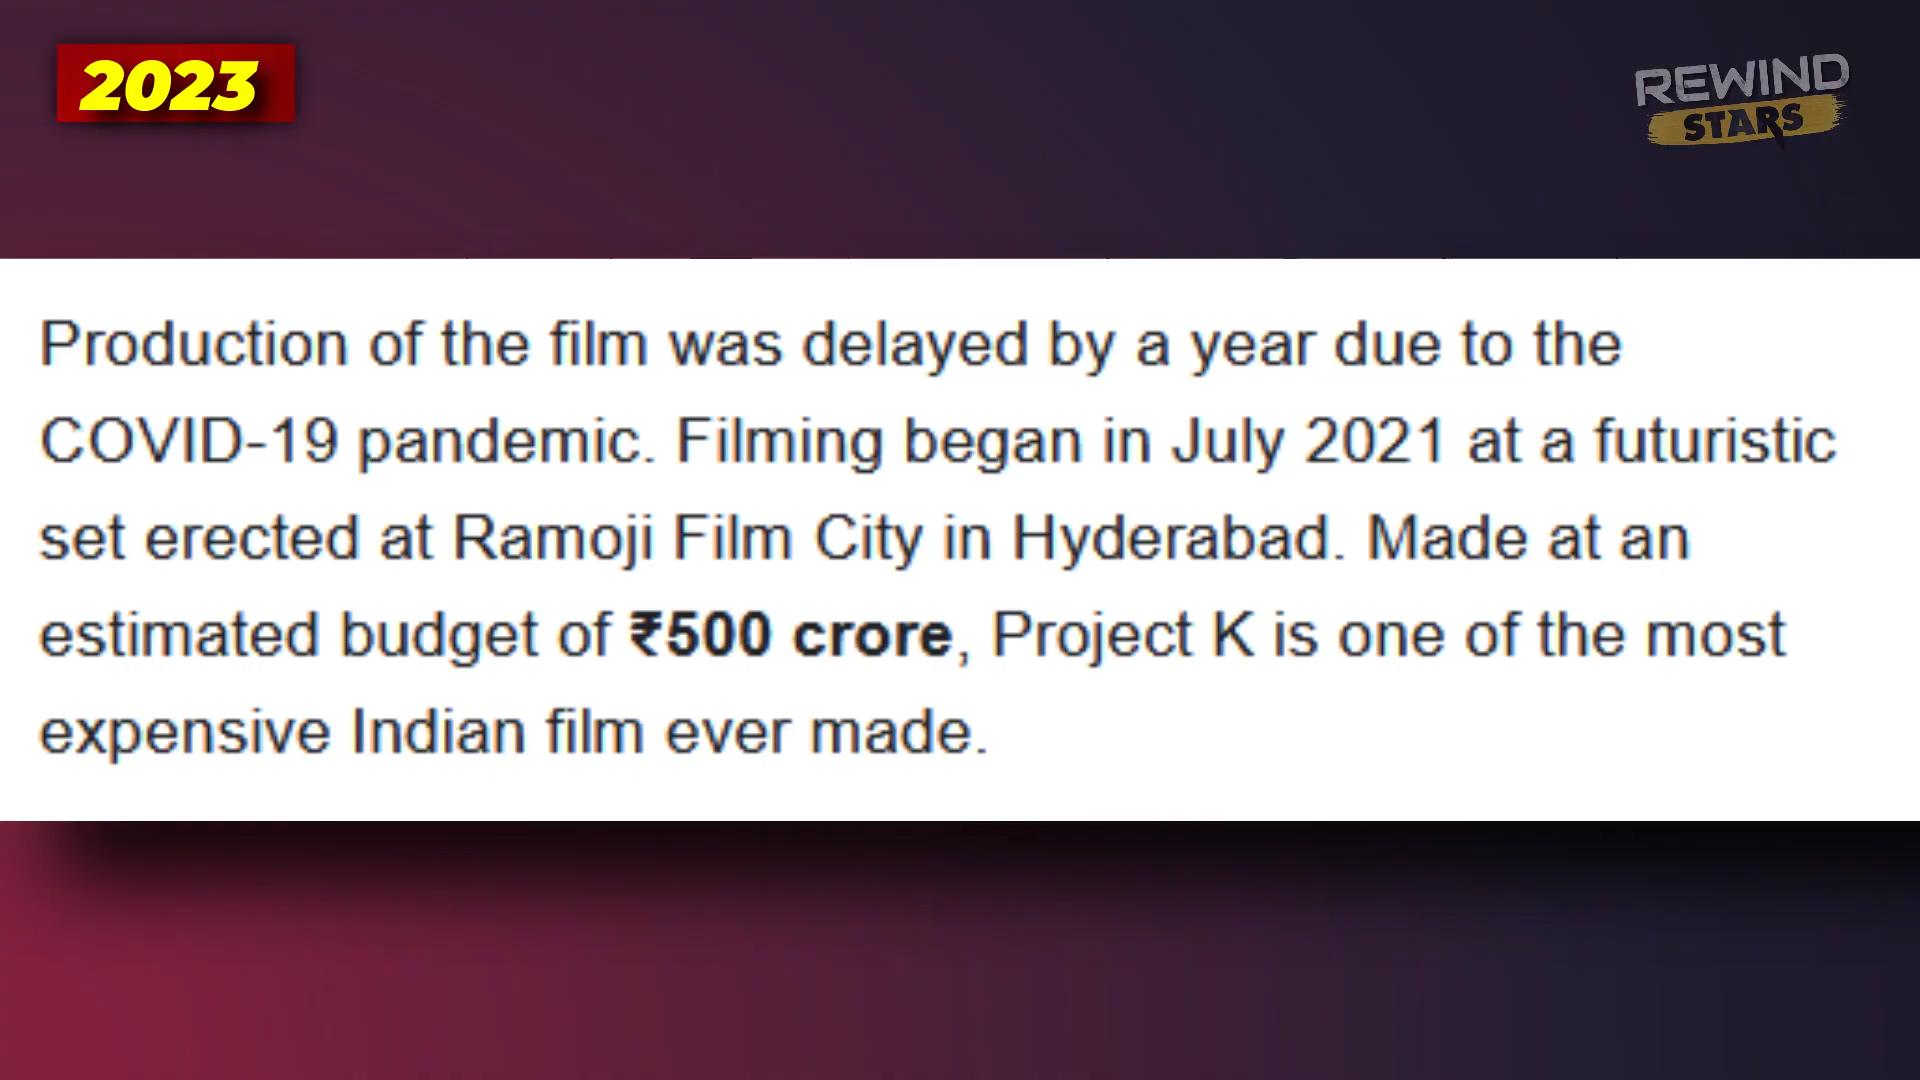 2023
REWIND
STARS
Production of the film was delayed by a year due to the
COVID-19 pandemic. Filming began in July 2021 at a futuristic
set erected at Ramoji Film City in Hyderabad. Made at an
estimated budget of ₹500 crore, Project K is one of the most
expensive Indian film ever made.